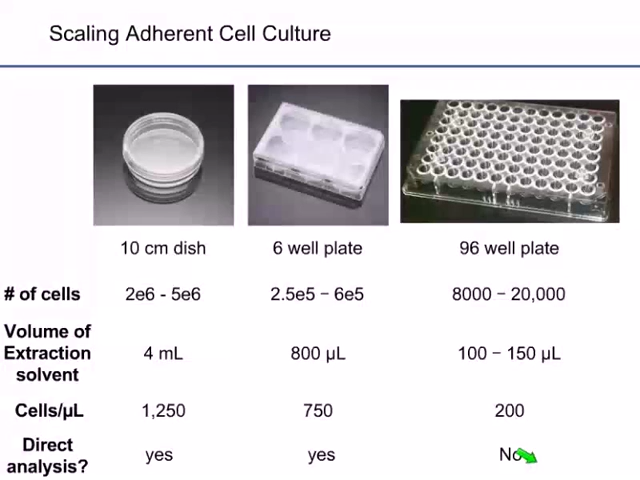 Scaling Adherent Cell Culture
10 cm dish 6 well plate 96 well plate
# of cells 2e6 - 5e6 2.5e5 – 6e5 8000 – 20,000
Volume of
Extraction 4 mL 800 µL 100 – 150 µL
solvent
Cells/µL 1,250 750 200
Direct
analysis? yes yes No